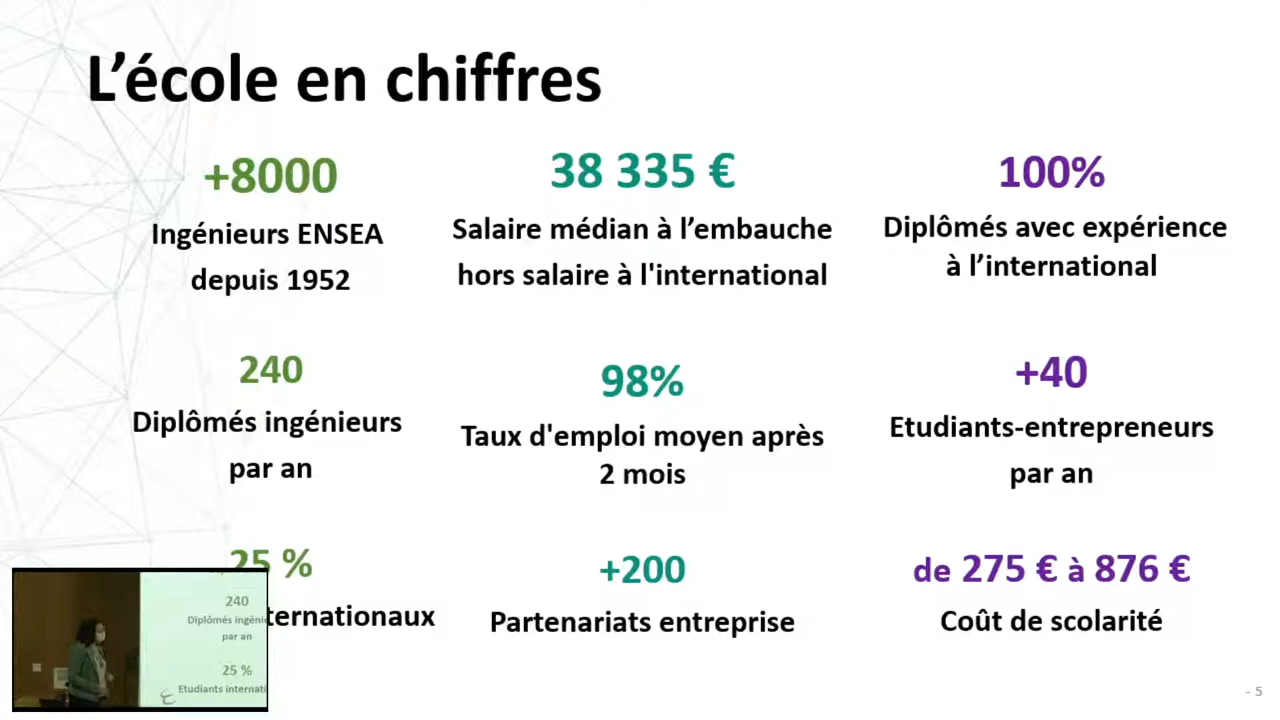 L'école en chiffres
+8000
Ingénieurs ENSEA
depuis 1952
38 335 €
Salaire médian à l'embauche
hors salaire à l'international
100%
Diplômés avec expérience
à l'international
240
Diplômés ingénieurs
par an
98%
Taux d'emploi moyen après
2 mois
+40
Etudiants-entrepreneurs
par an
25 %
ternationaux
+200
Partenariats entreprise
de 275 € à 876 €
Coût de scolarité
240
Diplômés ingénie
par an
25 %
Etudiants internati
- 5